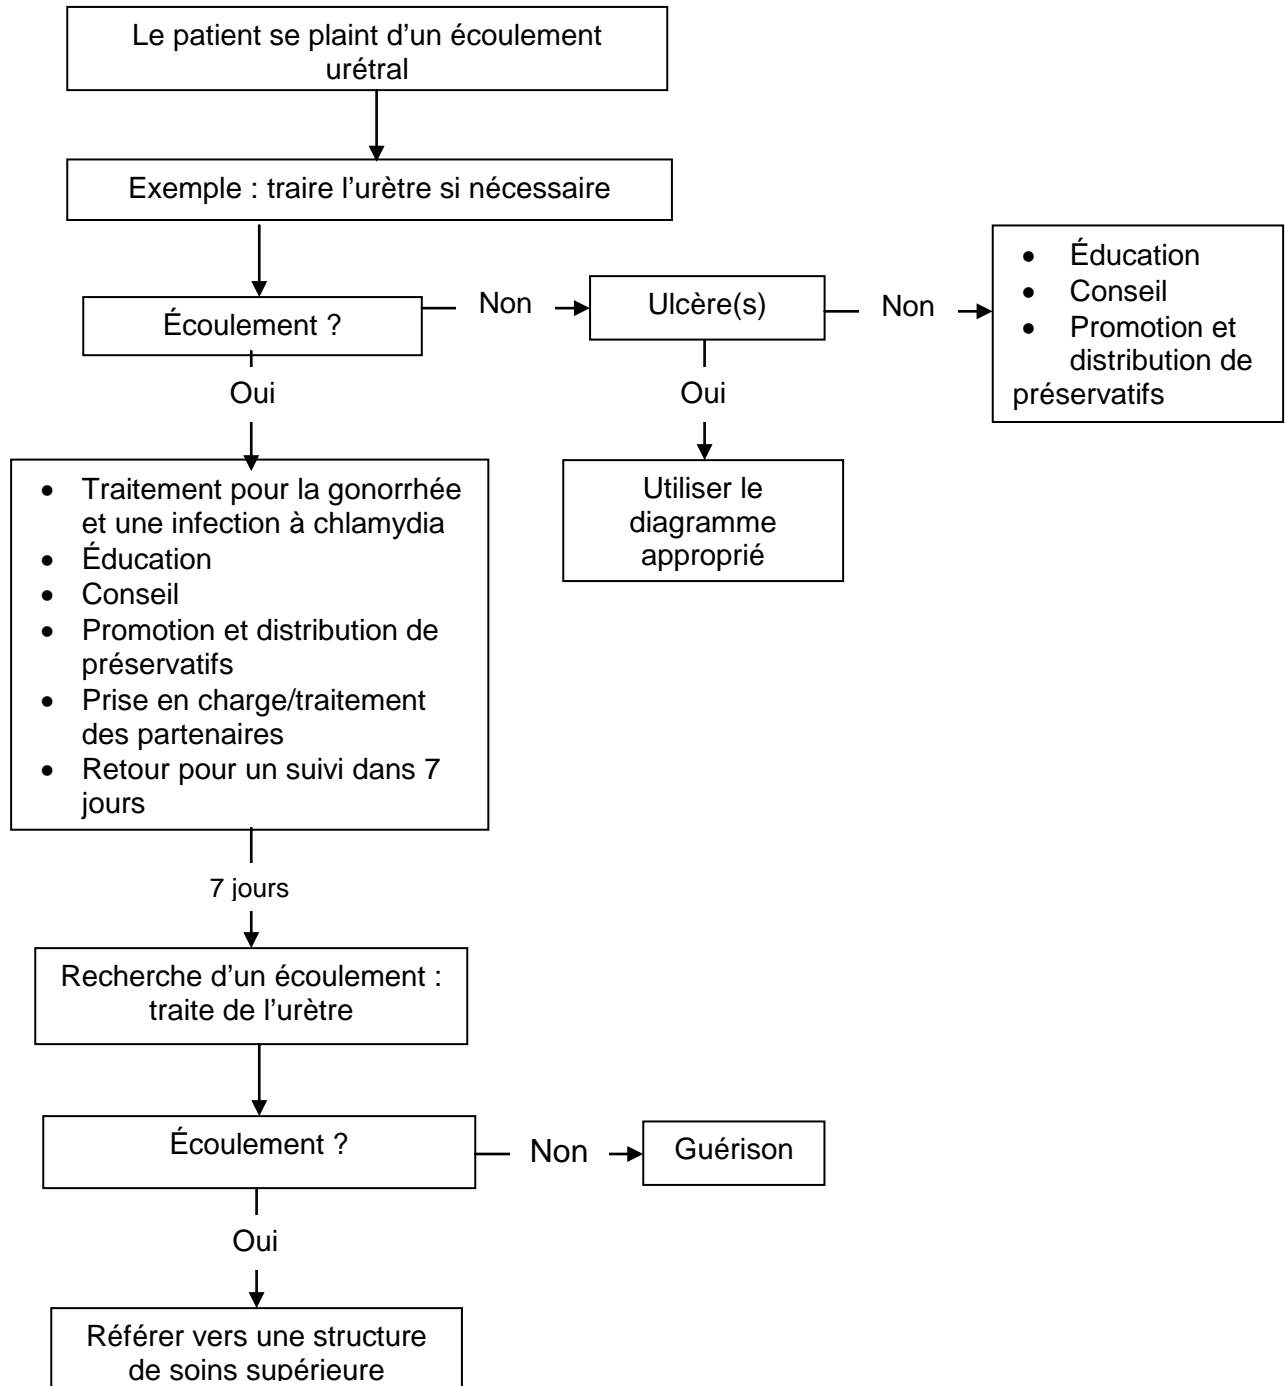 Le patient se plaint d’un écoulement
urétral
Exemple : traire l’urètre si nécessaire
Écoulement ?
Non
Ulcère(s)
Non
• Éducation
• Conseil
• Promotion et
distribution de
préservatifs
Oui
Oui
• Traitement pour la gonorrhée
et une infection à chlamydia
• Éducation
• Conseil
• Promotion et distribution de
préservatifs
• Prise en charge/traitement
des partenaires
• Retour pour un suivi dans 7
jours
Utiliser le
diagramme
approprié
7 jours
Recherche d’un écoulement :
traite de l’urètre
Écoulement ?
Non
Guérison
Oui
Référer vers une structure
de soins supérieure